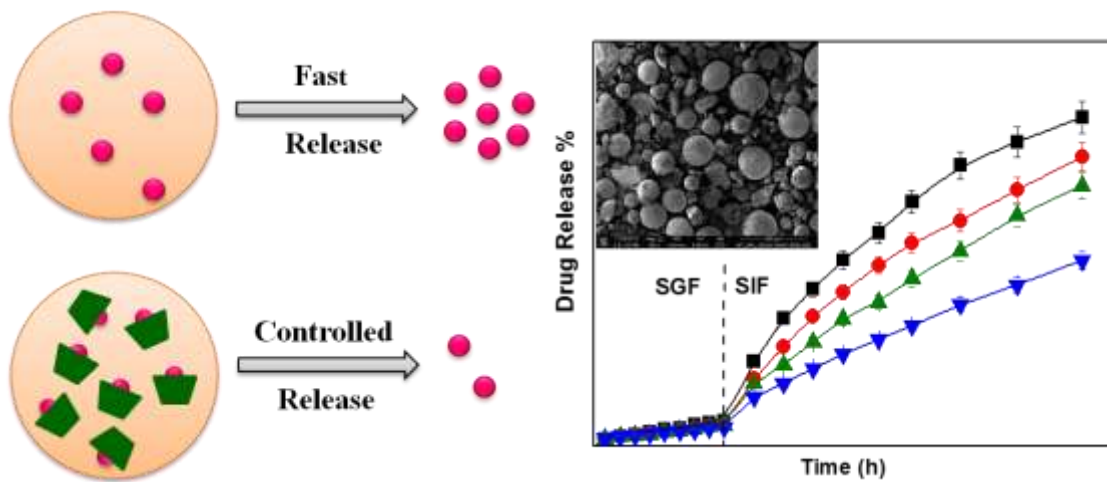 Fast
Release
Controlled
Release
Drug Release %
SGF
SIF
Time (h)